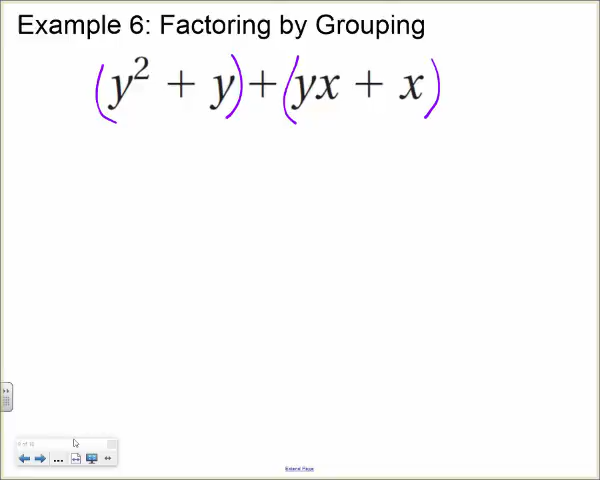 Example 6: Factoring by Grouping
(y² + y) + (yx + x)